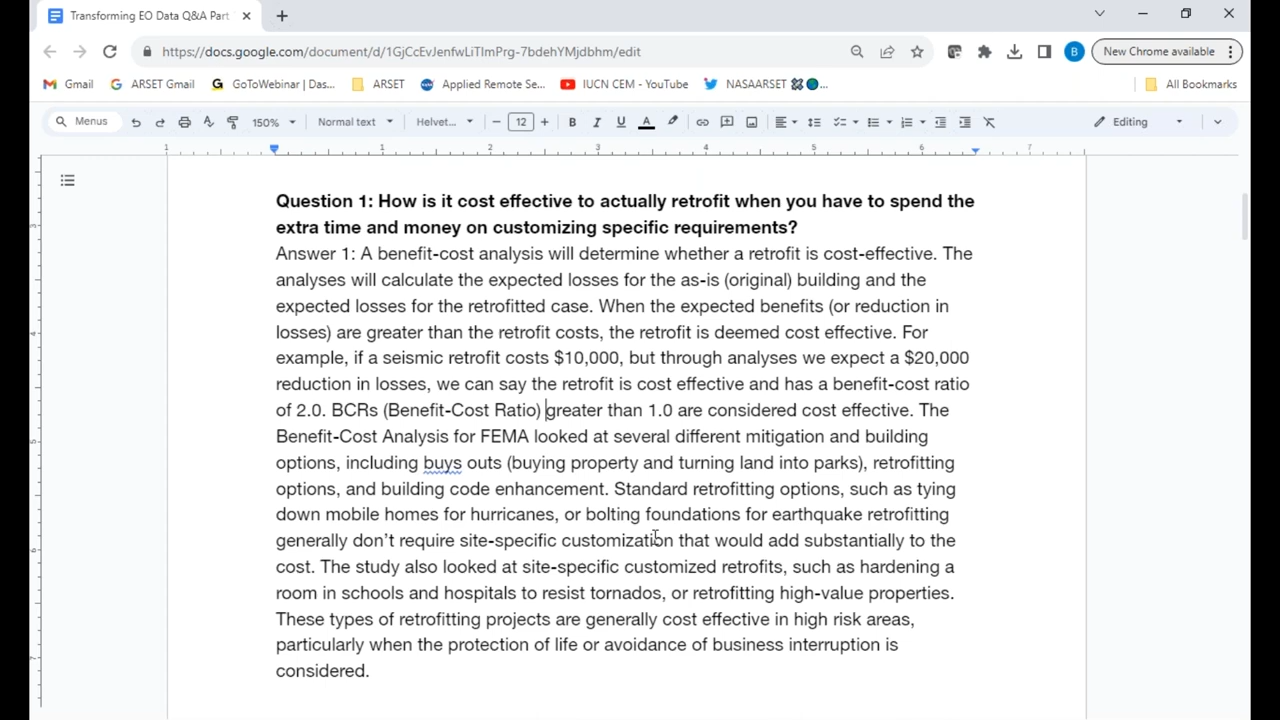 Transforming EO Data Q&A Part
https://docs.google.com/document/d/1GjCcEvJenfwLiTlmPrg-7bdehYMjdbhm/edit
B
New Chrome available
Gmail
ARSET Gmail
GoToWebinar | Das...
ARSET
Applied Remote Se...
IUCN CEM - YouTube
NASAARSET
All Bookmarks
Menus
150%
Normal text
Helvet...
12
B I U A
Editing
1 1 2 3 4 5 6 7
Question 1: How is it cost effective to actually retrofit when you have to spend the
extra time and money on customizing specific requirements?
Answer 1: A benefit-cost analysis will determine whether a retrofit is cost-effective. The
analyses will calculate the expected losses for the as-is (original) building and the
expected losses for the retrofitted case. When the expected benefits (or reduction in
losses) are greater than the retrofit costs, the retrofit is deemed cost effective. For
example, if a seismic retrofit costs $10,000, but through analyses we expect a $20,000
reduction in losses, we can say the retrofit is cost effective and has a benefit-cost ratio
of 2.0. BCRs (Benefit-Cost Ratio) greater than 1.0 are considered cost effective. The
Benefit-Cost Analysis for FEMA looked at several different mitigation and building
options, including buys outs (buying property and turning land into parks), retrofitting
options, and building code enhancement. Standard retrofitting options, such as tying
down mobile homes for hurricanes, or bolting foundations for earthquake retrofitting
generally don't require site-specific customization that would add substantially to the
cost. The study also looked at site-specific customized retrofits, such as hardening a
room in schools and hospitals to resist tornados, or retrofitting high-value properties.
These types of retrofitting projects are generally cost effective in high risk areas,
particularly when the protection of life or avoidance of business interruption is
considered.